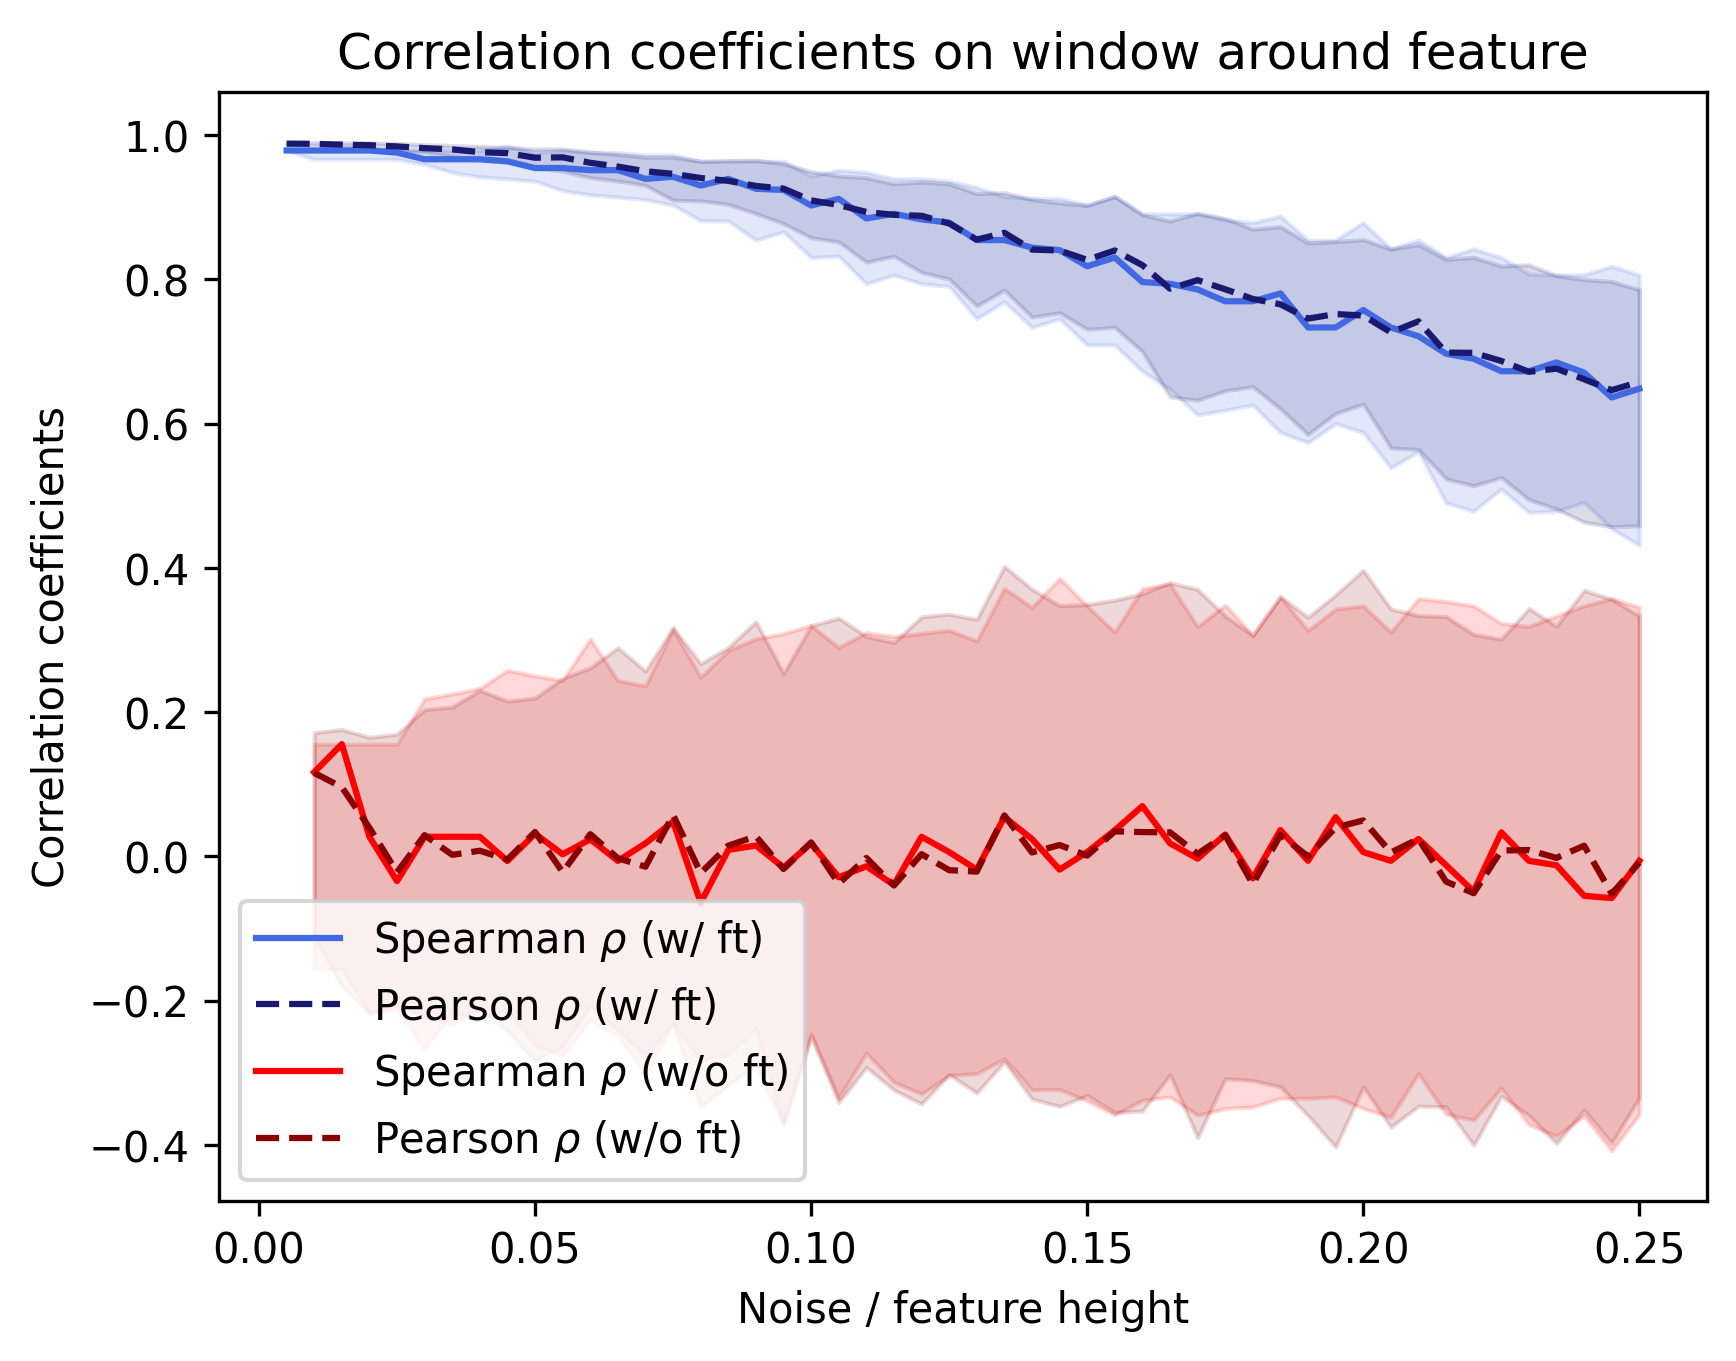 Correlation coefficients on window around feature
Correlation coefficients
1.0
0.8
0.6
0.4
0.2
0.0
−0.2
−0.4
Spearman ρ (w/ ft)
Pearson ρ (w/ ft)
Spearman ρ (w/o ft)
Pearson ρ (w/o ft)
0.00 0.05 0.10 0.15 0.20 0.25
Noise / feature height